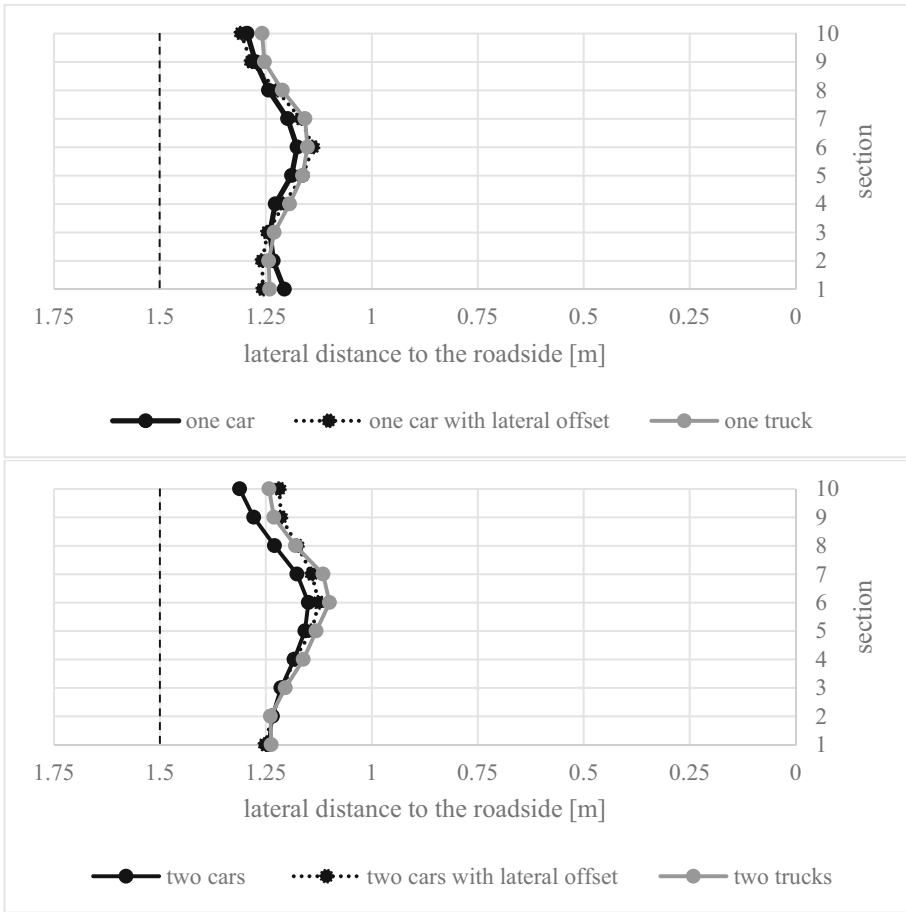 10
9
8
7
6
5
4
3
2
1
section
1.75 1.5 1.25 1 0.75 0.5 0.25 0
lateral distance to the roadside [m]
one car one car with lateral offset one truck
10
9
8
7
6
5
4
3
2
1
section
1.75 1.5 1.25 1 0.75 0.5 0.25 0
lateral distance to the roadside [m]
two cars two cars with lateral offset two trucks